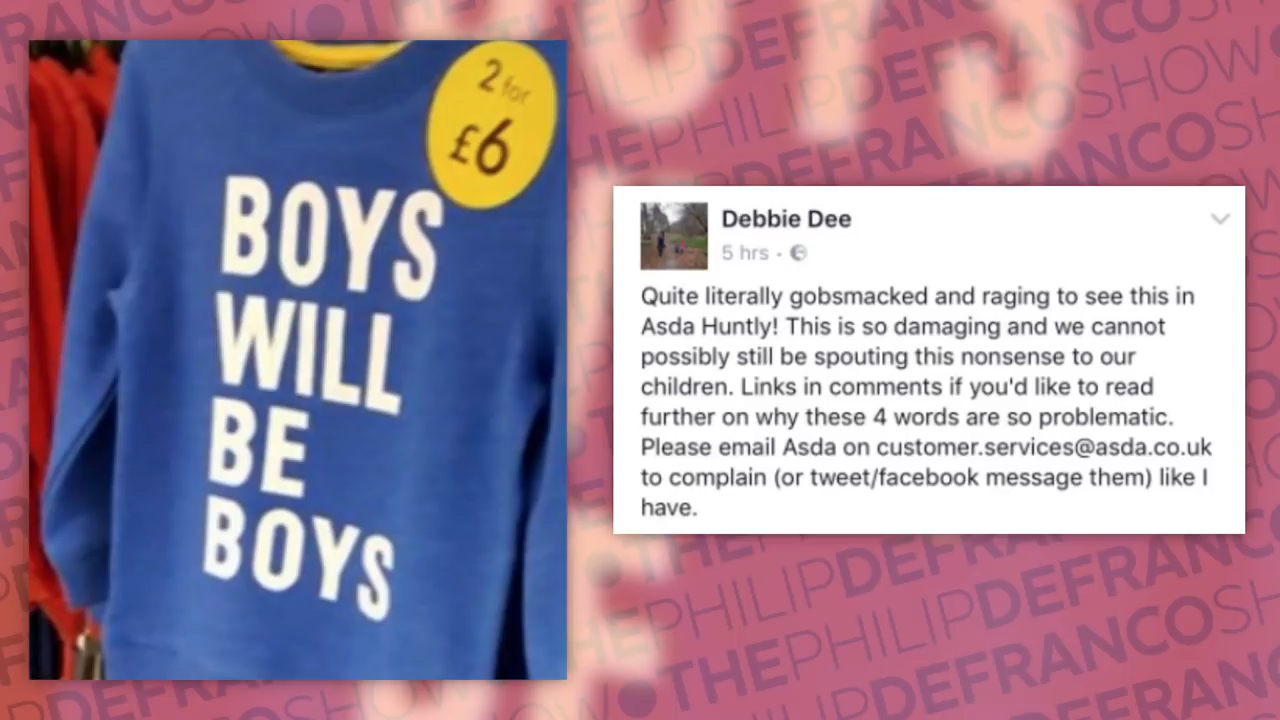 THEPHILIPDEFRANCOSHOW
2 for
£6
BOYS
WILL
BE
BOYS
Debbie Dee
5 hrs
Quite literally gobsmacked and raging to see this in
Asda Huntly! This is so damaging and we cannot
possibly still be spouting this nonsense to our
children. Links in comments if you'd like to read
further on why these 4 words are so problematic.
Please email Asda on customer.services@asda.co.uk
to complain (or tweet/facebook message them) like I
have.